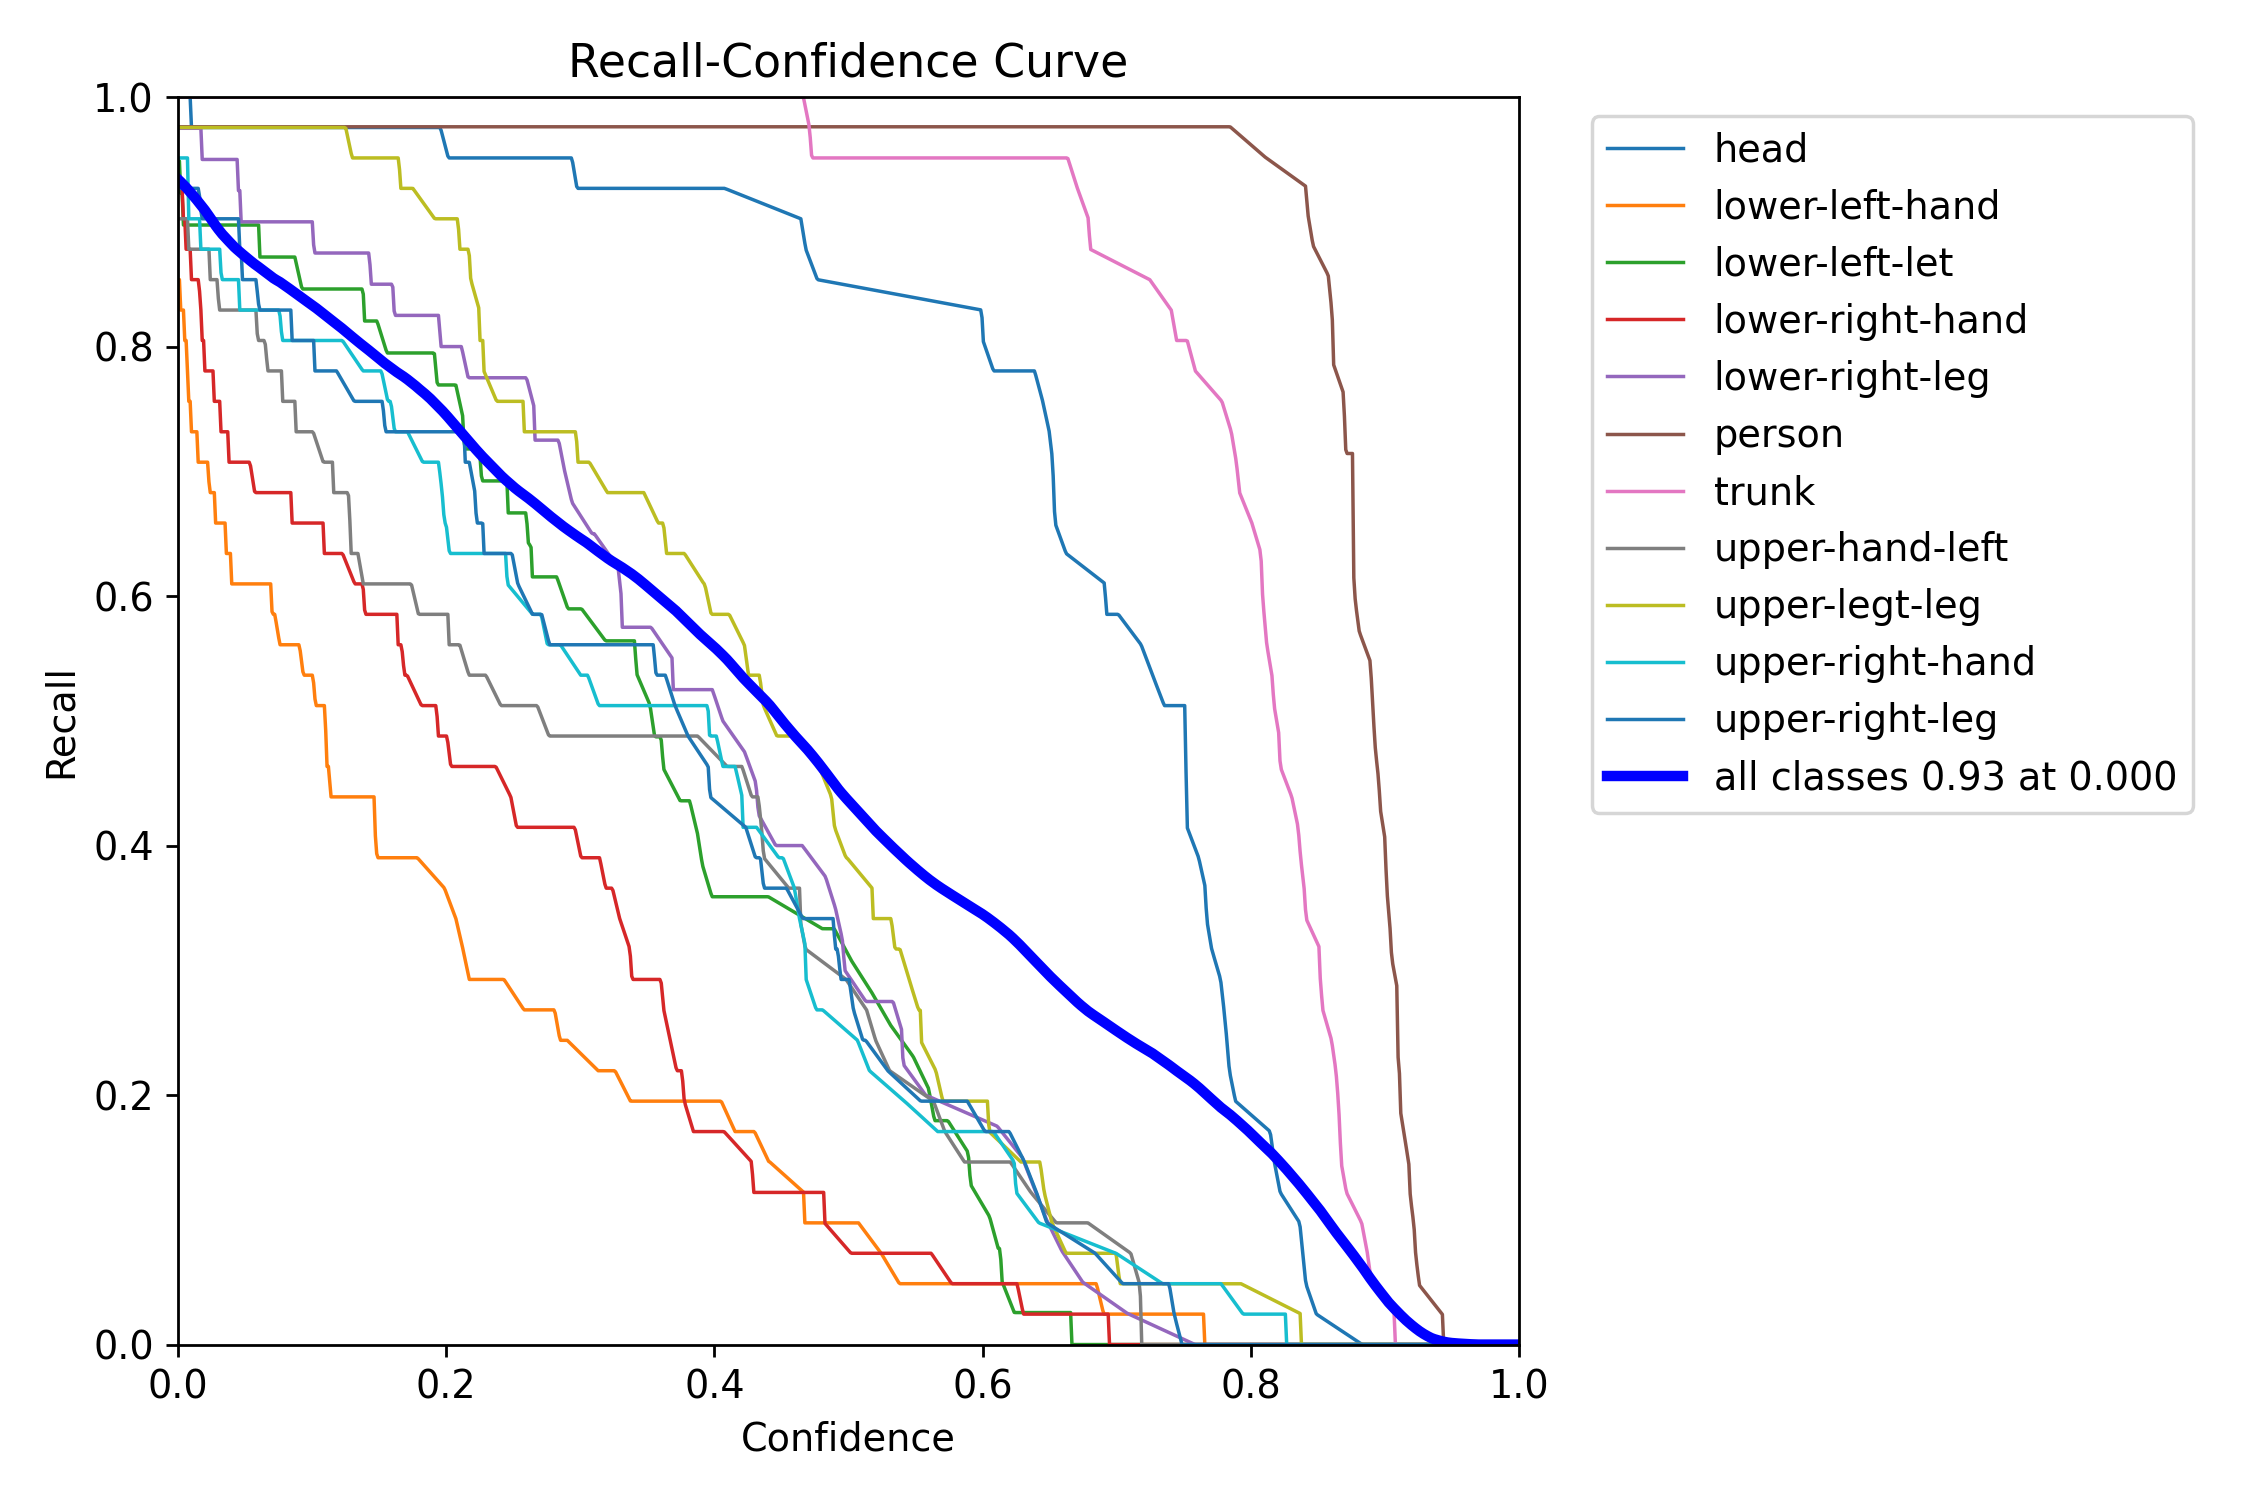 Recall-Confidence Curve
1.0
0.8
0.6
0.4
0.2
0.0
Recall
0.0 0.2 0.4 0.6 0.8 1.0
Confidence
head
lower-left-hand
lower-left-let
lower-right-hand
lower-right-leg
person
trunk
upper-hand-left
upper-legt-leg
upper-right-hand
upper-right-leg
all classes 0.93 at 0.000